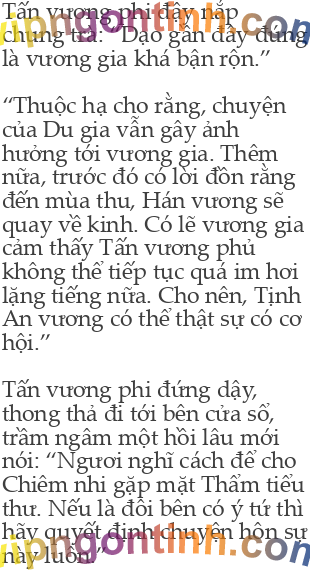 Tấn vương phi đậy nắp
chung trà: “ Dạo gần đây đúng
là vương gia khá bận rộn.”
“Thuộc hạ cho rằng, chuyện
của Du gia vẫn gây ảnh
hưởng tới vương gia. Thêm
nữa, trước đó có lời đồn rằng
đến mùa thu, Hán vương sẽ
quay về kinh. Có lẽ vương gia
cảm thấy Tấn vương phủ
không thể tiếp tục quá im hơi
lặng tiếng nữa. Cho nên, Tịnh
An vương có thể thật sự có cơ
hội.”
Tấn vương phi đứng dậy,
thong thả đi tới bên cửa sổ,
trầm ngâm một hồi lâu mới
nói: “Ngươi nghĩ cách để cho
Chiêm nhi gặp mặt Thẩm tiểu
thư. Nếu là đôi bên có ý tứ thì
hãy quyết định chuyện hôn sự
này luôn.”
vipngontinh.com
vipngontinh.com